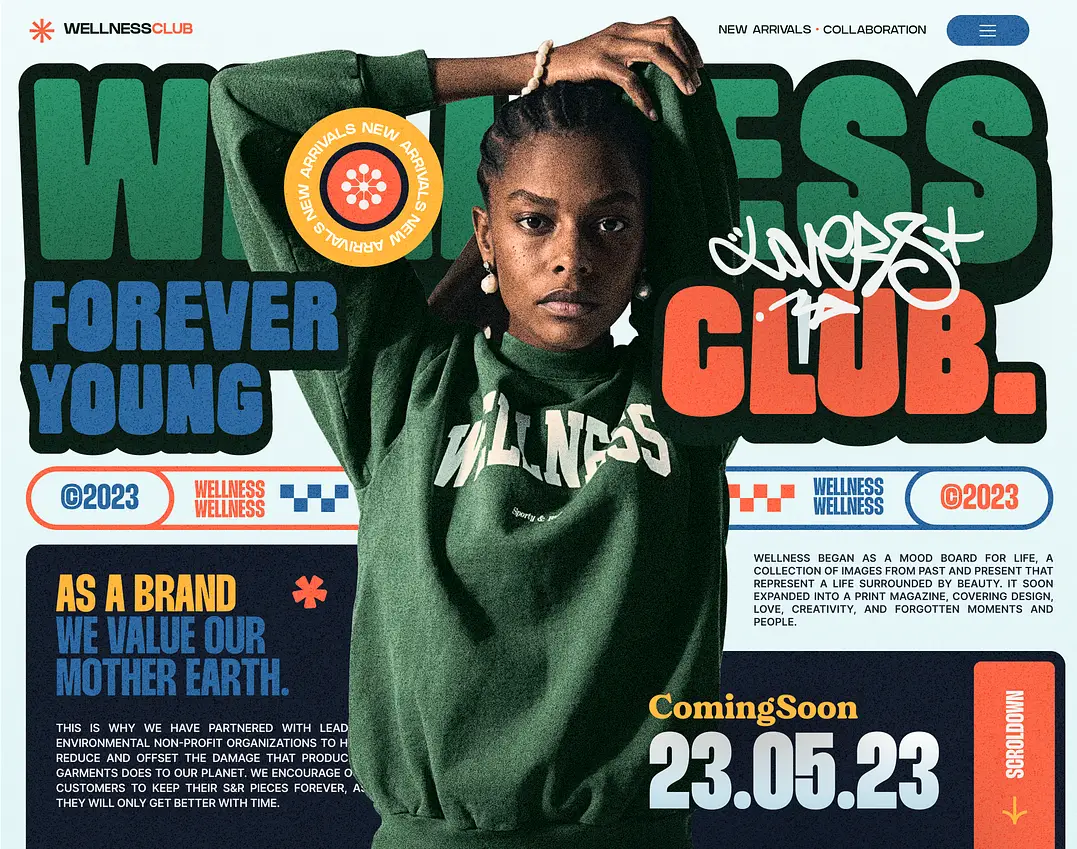 WELLNESSCLUB
NEW ARRIVALS • COLLABORATION
W ESS
NEW ARRIVALS NEW ARRIVALS NEW ARRIVALS
LOVERS
FOREVER
YOUNG
CLUB.
WELLNESS
Sporty &
©2023
WELLNESS
WELLNESS
WELLNESS
WELLNESS
©2023
AS A BRAND
WE VALUE OUR
MOTHER EARTH.
THIS IS WHY WE HAVE PARTNERED WITH LEAD
ENVIRONMENTAL NON-PROFIT ORGANIZATIONS TO H
REDUCE AND OFFSET THE DAMAGE THAT PRODUC
GARMENTS DOES TO OUR PLANET. WE ENCOURAGE O
CUSTOMERS TO KEEP THEIR S&R PIECES FOREVER, AS
THEY WILL ONLY GET BETTER WITH TIME.
WELLNESS BEGAN AS A MOOD BOARD FOR LIFE, A
COLLECTION OF IMAGES FROM PAST AND PRESENT THAT
REPRESENT A LIFE SURROUNDED BY BEAUTY. IT SOON
EXPANDED INTO A PRINT MAGAZINE, COVERING DESIGN,
LOVE, CREATIVITY, AND FORGOTTEN MOMENTS AND
PEOPLE.
ComingSoon
23.05.23
SCROLDOWN